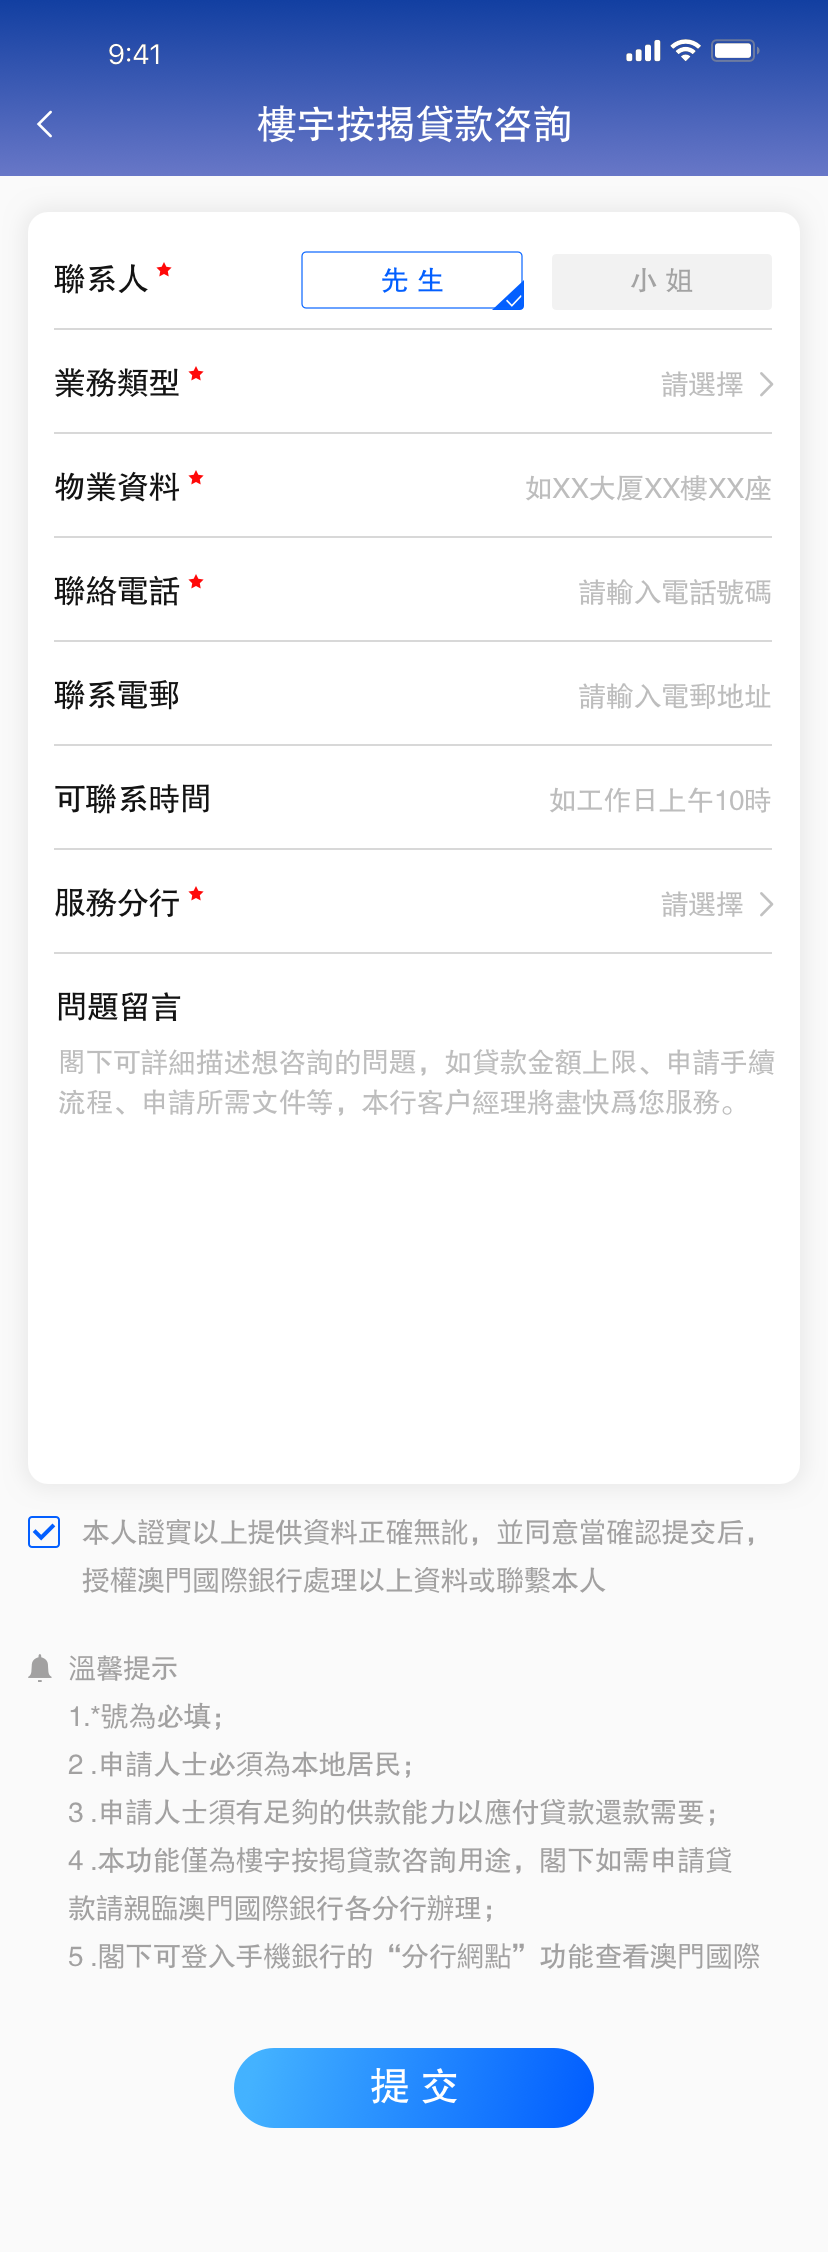 9:41
樓宇按揭貸款咨詢
聯系人 先生 小姐
業務類型 請選擇
物業資料 如XX大厦XX樓XX座
聯絡電話 請輸入電話號碼
聯系電郵 請輸入電郵地址
可聯系時間 如工作日上午10時
服務分行 請選擇
問題留言
閣下可詳細描述想咨詢的問題，如貸款金額上限、申請手續
流程、申請所需文件等，本行客户經理將盡快爲您服務。
本人證實以上提供資料正確無訛，並同意當確認提交后，
授權澳門國際銀行處理以上資料或聯繫本人
溫馨提示
1.*號為必填；
2 .申請人士必須為本地居民；
3 .申請人士須有足夠的供款能力以應付貸款還款需要；
4 .本功能僅為樓宇按揭貸款咨詢用途，閣下如需申請貸
款請親臨澳門國際銀行各分行辦理；
5 .閣下可登入手機銀行的“分行網點”功能查看澳門國際
提交